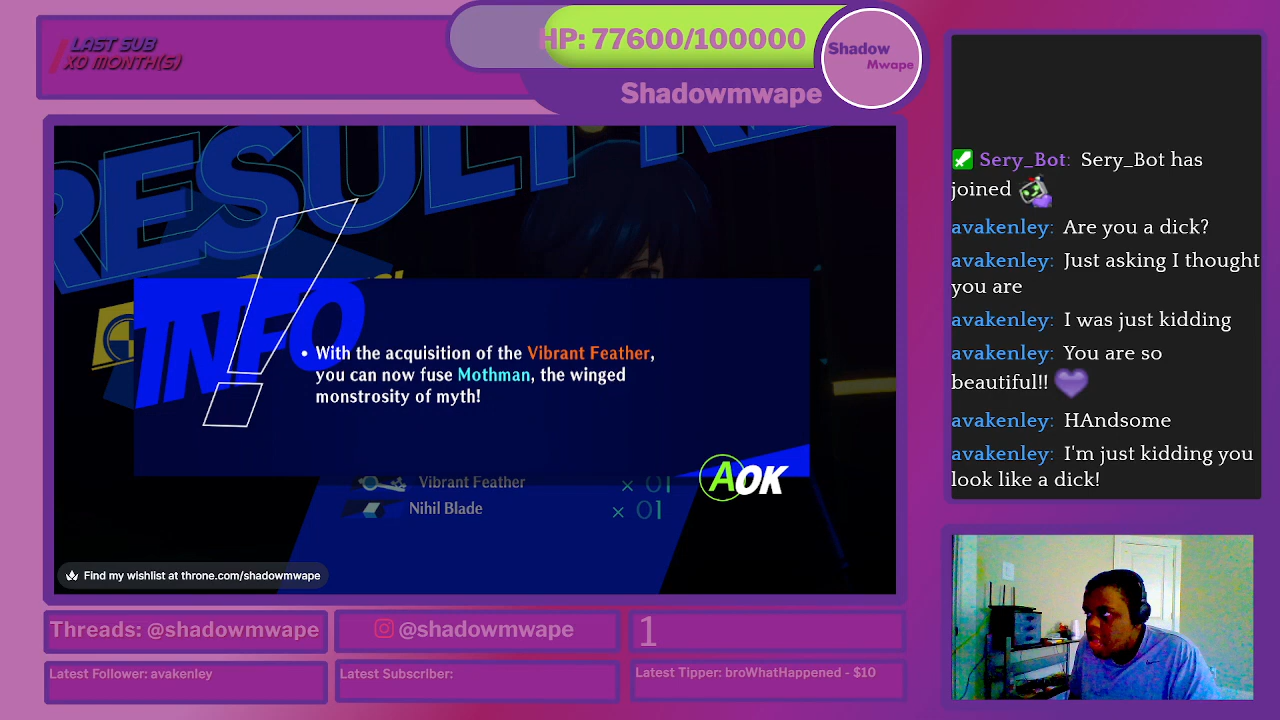 LAST SUB
X0 MONTH(S)
HP: 77600/100000
Shadow
Mwape
Shadowmwape
RESULT
INFO
• With the acquisition of the Vibrant Feather,
you can now fuse Mothman, the winged
monstrosity of myth!
A OK
Vibrant Feather × 01
Nihil Blade × 01
Find my wishlist at throne.com/shadowmwape
Sery_Bot: Sery_Bot has
joined
avakenley: Are you a dick?
avakenley: Just asking I thought
you are
avakenley: I was just kidding
avakenley: You are so
beautiful!!
avakenley: HAndsome
avakenley: I'm just kidding you
look like a dick!
Threads: @shadowmwape
@shadowmwape
1
Latest Follower: avakenley
Latest Subscriber:
Latest Tipper: broWhatHappened - $10